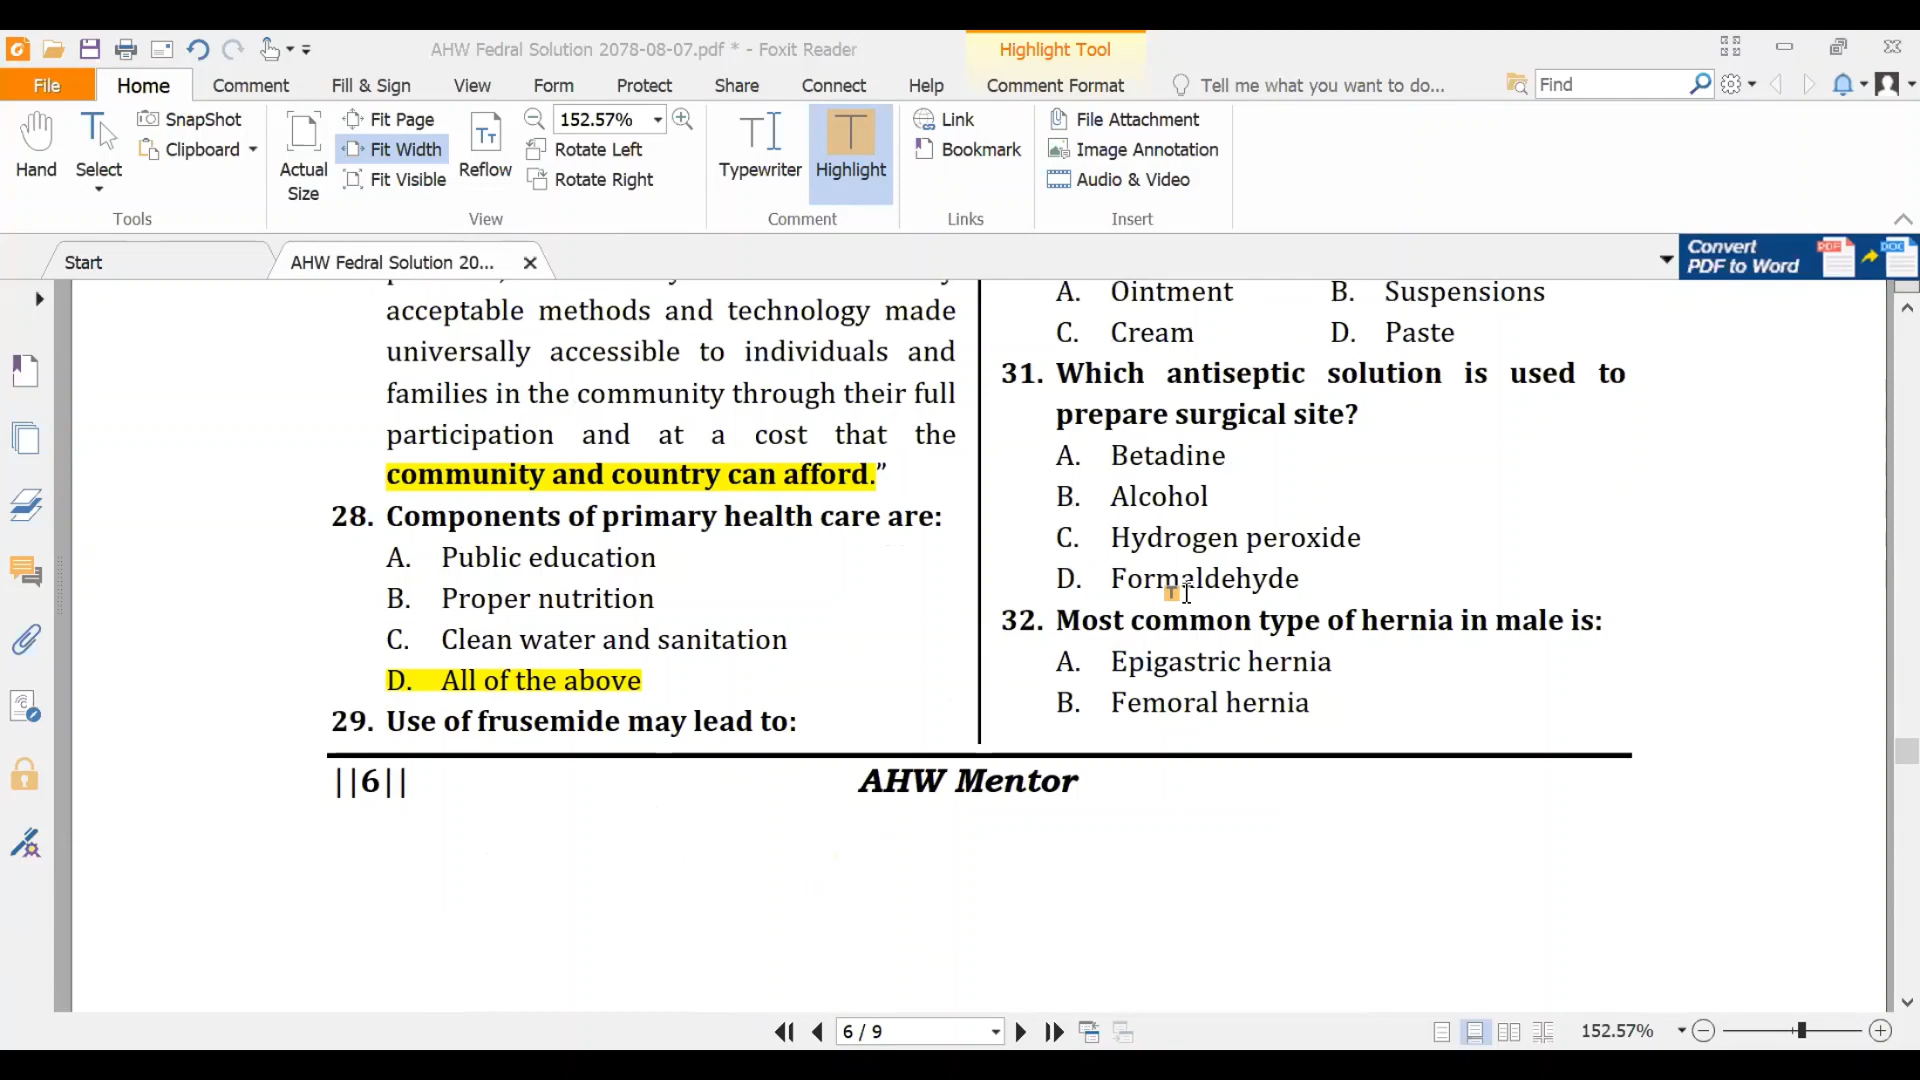 AHW Fedral Solution 2078-08-07.pdf * - Foxit Reader
Highlight Tool
File
Home
Comment
Fill & Sign
View
Form
Protect
Share
Connect
Help
Comment Format
Tell me what you want to do...
Find
Hand
Select
SnapShot
Clipboard
Tools
Actual
Size
Fit Page
Fit Width
Fit Visible
Reflow
152.57%
Rotate Left
Rotate Right
View
Typewriter
Highlight
Comment
Link
Bookmark
Links
File Attachment
Image Annotation
Audio & Video
Insert
Start
AHW Fedral Solution 20...
Convert
PDF to Word
PDF
DOC
acceptable methods and technology made
universally accessible to individuals and
families in the community through their full
participation and at a cost that the
community and country can afford.”
28. Components of primary health care are:
A. Public education
B. Proper nutrition
C. Clean water and sanitation
D. All of the above
29. Use of frusemide may lead to:
A. Ointment B. Suspensions
C. Cream D. Paste
31. Which antiseptic solution is used to
prepare surgical site?
A. Betadine
B. Alcohol
C. Hydrogen peroxide
D. Formaldehyde
32. Most common type of hernia in male is:
A. Epigastric hernia
B. Femoral hernia
||6||
AHW Mentor
6 / 9
152.57%